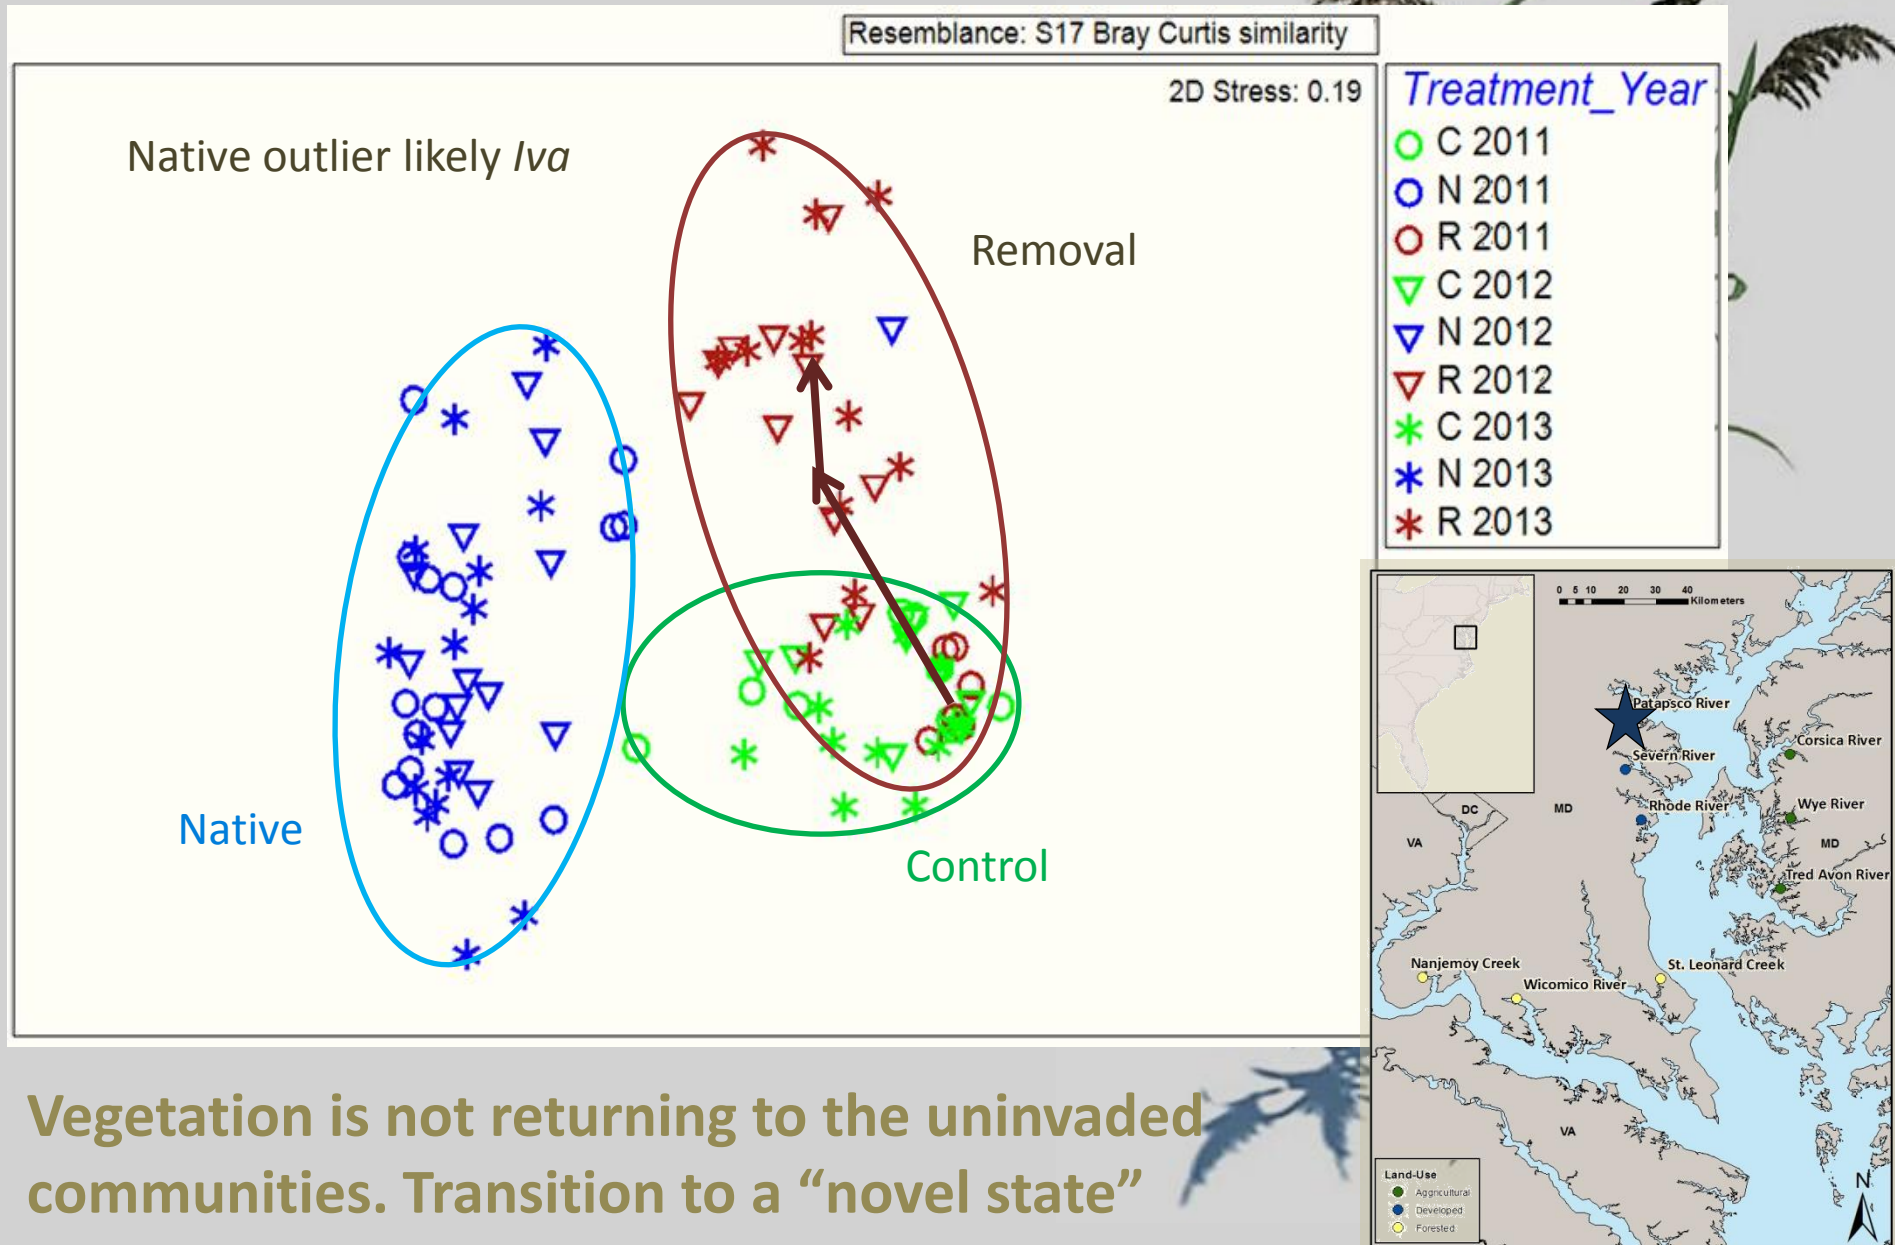 Resemblance: S17 Bray Curtis similarity
2D Stress: 0.19
Native outlier likely Iva
Removal
Native
Control
Treatment_Year
C 2011
N 2011
R 2011
C 2012
N 2012
R 2012
C 2013
N 2013
R 2013
0 5 10 20 30 40
Kilometers
Patapsco River
Severn River
Corsica River
Rhode River
Wye River
DC
MD
VA
MD
Tred Avon River
Nanjemoy Creek
St. Leonard Creek
Wicomico River
VA
Land-Use
Aggricultural
Developed
Forested
N
Vegetation is not returning to the uninvaded
communities. Transition to a “novel state”